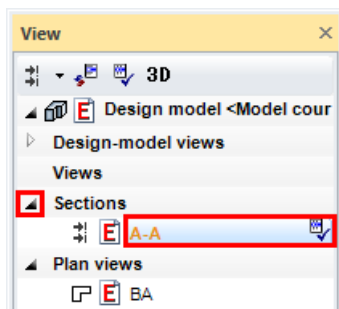 View
3D
E Design model <Model cour
Design-model views
Views
Sections
E A-A
Plan views
E BA